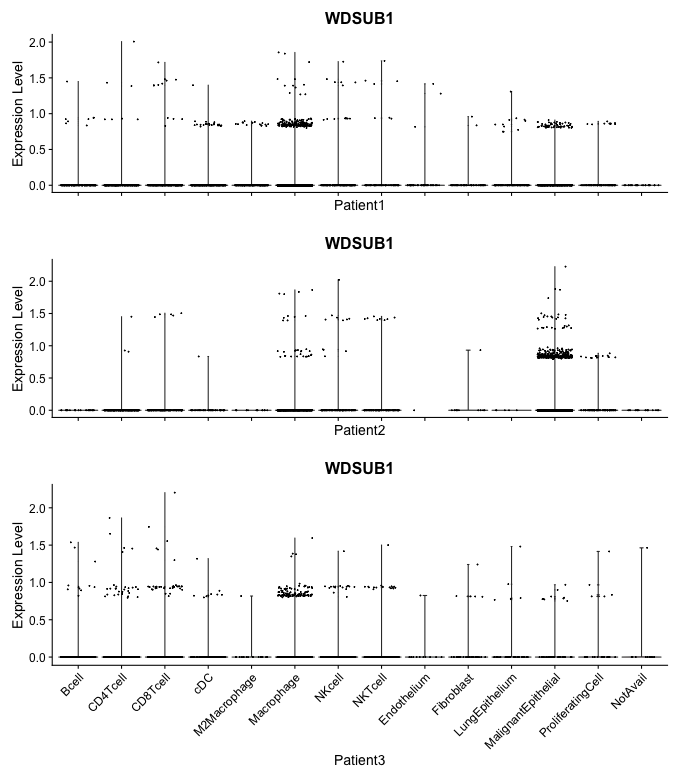 WDSUB1
Expression Level
2.0
1.5
1.0
0.5
0.0
Patient1
WDSUB1
Expression Level
2.0
1.5
1.0
0.5
0.0
Patient2
WDSUB1
Expression Level
2.0
1.5
1.0
0.5
0.0
Bcell
CD4Tcell
CD8Tcell
cDC
M2Macrophage
Macrophage
NKcell
NKTcell
Endothelium
Fibroblast
LungEpithelium
MalignantEpithelial
ProliferatingCell
NotAvail
Patient3